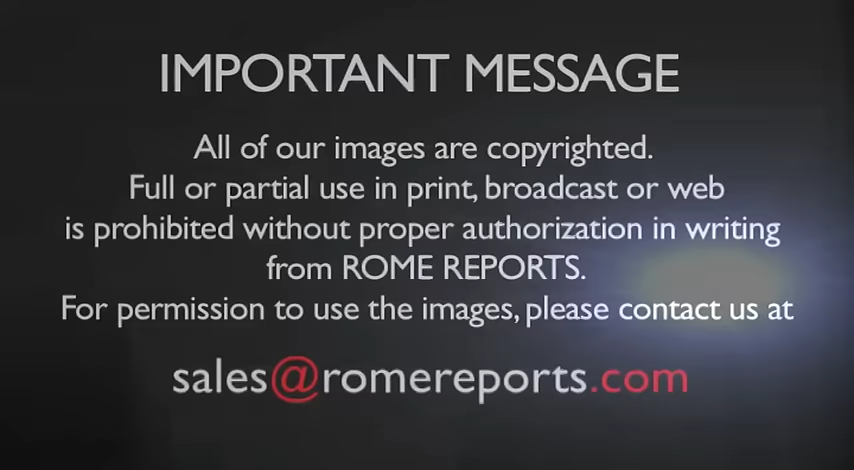 IMPORTANT MESSAGE
All of our images are copyrighted.
Full or partial use in print, broadcast or web
is prohibited without proper authorization in writing
from ROME REPORTS.
For permission to use the images, please contact us at
sales@romereports.com